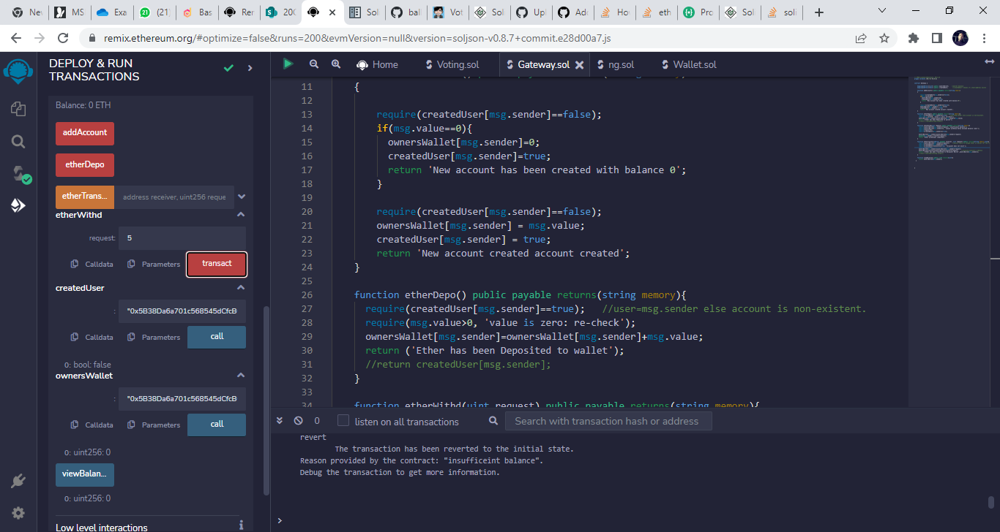 Nev
MS
Exa
(21)
Bas
Rer
200
Sol
bal
Vot
Sol
Upl
Add
Hov
eth
Pro
Sol
soli
remix.ethereum.org/#optimize=false&runs=200&evmVersion=null&version=soljson-v0.8.7+commit.e28d00a7.js
DEPLOY & RUN
TRANSACTIONS
Balance: 0 ETH
addAccount
etherDepo
etherTrans...
address receiver, uint256 reque
etherWithd
request:
5
Calldata
Parameters
transact
createdUser
:
"0x5B38Da6a701c568545dCfcB
Calldata
Parameters
call
0: bool: false
ownersWallet
:
"0x5B38Da6a701c568545dCfcB
Calldata
Parameters
call
0: uint256: 0
viewBalan...
0: uint256: 0
Low level interactions
Home
Voting.sol
Gateway.sol
ng.sol
Wallet.sol
11 {
12
13 require(createdUser[msg.sender]==false);
14 if(msg.value==0){
15 ownersWallet[msg.sender]=0;
16 createdUser[msg.sender]=true;
17 return 'New account has been created with balance 0';
18 }
19
20 require(createdUser[msg.sender]==false);
21 ownersWallet[msg.sender] = msg.value;
22 createdUser[msg.sender] = true;
23 return 'New account created account created';
24 }
25
26 function etherDepo() public payable returns(string memory){
27 require(createdUser[msg.sender]==true); //user=msg.sender else account is non-existent.
28 require(msg.value>0, 'value is zero: re-check');
29 ownersWallet[msg.sender]=ownersWallet[msg.sender]+msg.value;
30 return ('Ether has been Deposited to wallet');
31 //return createdUser[msg.sender];
32 }
33
34 function etherWithd(uint request) public payable returns(string memory){
0
listen on all transactions
Search with transaction hash or address
revert
The transaction has been reverted to the initial state.
Reason provided by the contract: "insufficeint balance".
Debug the transaction to get more information.
>